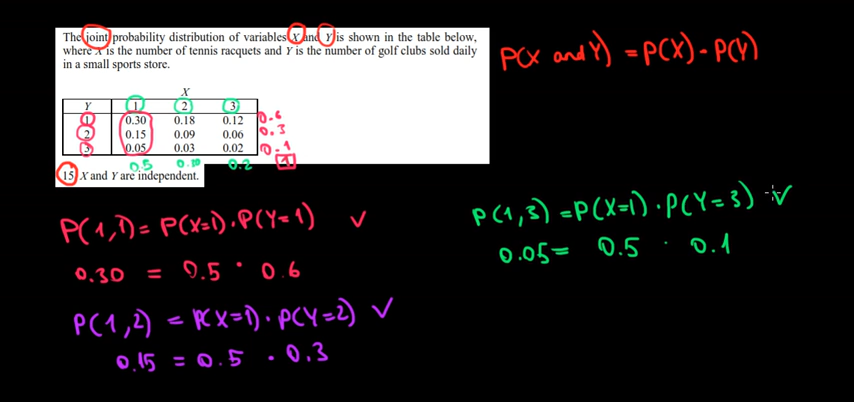 The joint probability distribution of variables X and Y is shown in the table below,
where X is the number of tennis racquets and Y is the number of golf clubs sold daily
in a small sports store.
X
Y 1 2 3
1 0.30 0.18 0.12 0.6
2 0.15 0.09 0.06 0.3
3 0.05 0.03 0.02 0.1
0.5 0.30 0.2 1
15) X and Y are independent.
P(X and Y) = P(X) · P(Y)
P(1,1) = P(X=1) · P(Y=1) ✓
0.30 = 0.5 · 0.6
P(1,2) = P(X=1) · P(Y=2) ✓
0.15 = 0.5 · 0.3
P(1,3) = P(X=1) · P(Y=3) ✓
0.05 = 0.5 · 0.1